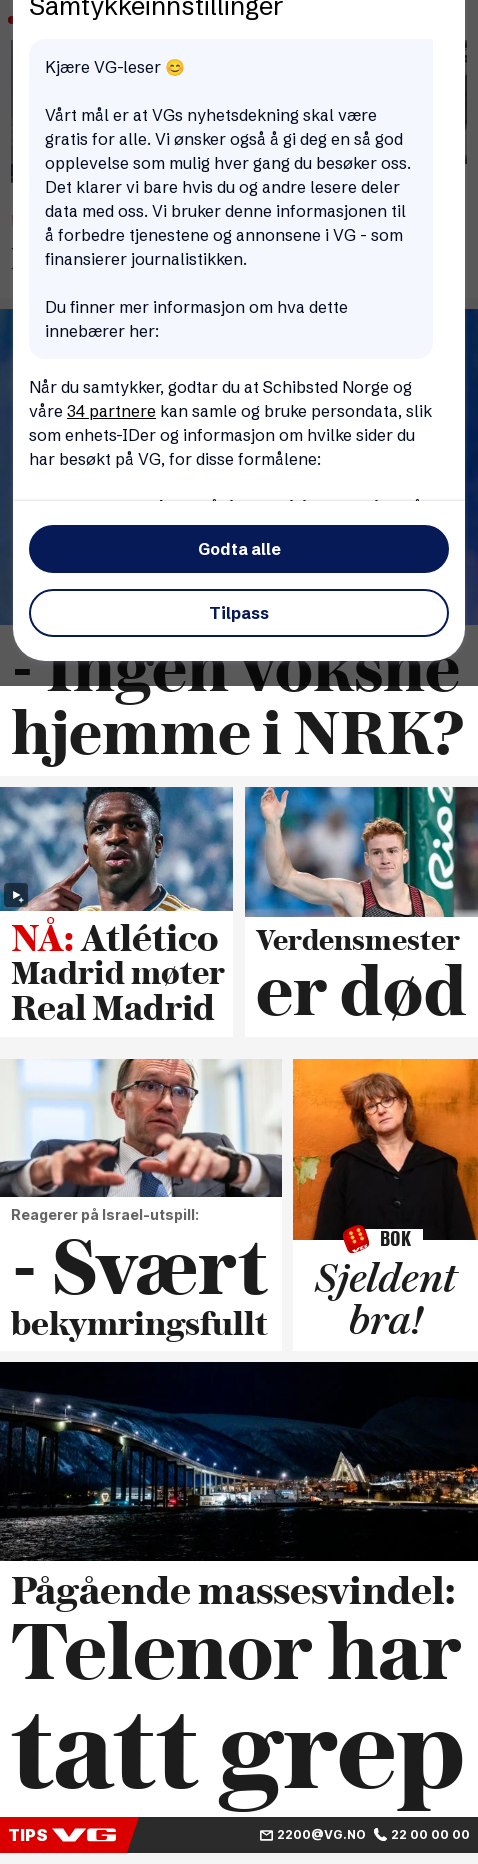 Samtykkeinnstillinger
Kjære VG-leser 😊
Vårt mål er at VGs nyhetsdekning skal være
gratis for alle. Vi ønsker også å gi deg en så god
opplevelse som mulig hver gang du besøker oss.
Det klarer vi bare hvis du og andre lesere deler
data med oss. Vi bruker denne informasjonen til
å forbedre tjenestene og annonsene i VG - som
finansierer journalistikken.
Du finner mer informasjon om hva dette
innebærer her:
Når du samtykker, godtar du at Schibsted Norge og
våre 34 partnere kan samle og bruke persondata, slik
som enhets-IDer og informasjon om hvilke sider du
har besøkt på VG, for disse formålene:
Godta alle
Tilpass
- Ingen voksne
hjemme i NRK?
NÅ: Atlético
Madrid møter
Real Madrid
Rio
Verdensmester
er død
Reagerer på Israel-utspill:
- Svært
bekymringsfullt
BOK
Sjeldent
bra!
Pågående massesvindel:
Telenor har
tatt grep
TIPS VG 2200@VG.NO 22 00 00 00